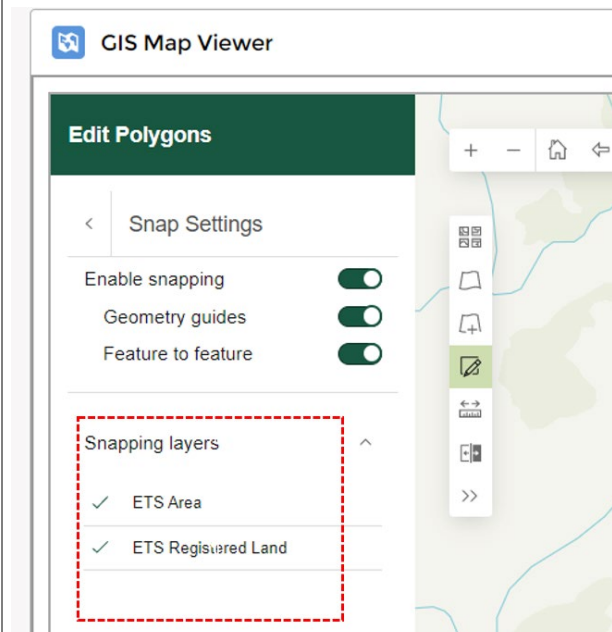 GIS Map Viewer
Edit Polygons
Snap Settings
Enable snapping
Geometry guides
Feature to feature
Snapping layers
ETS Area
ETS Registered Land